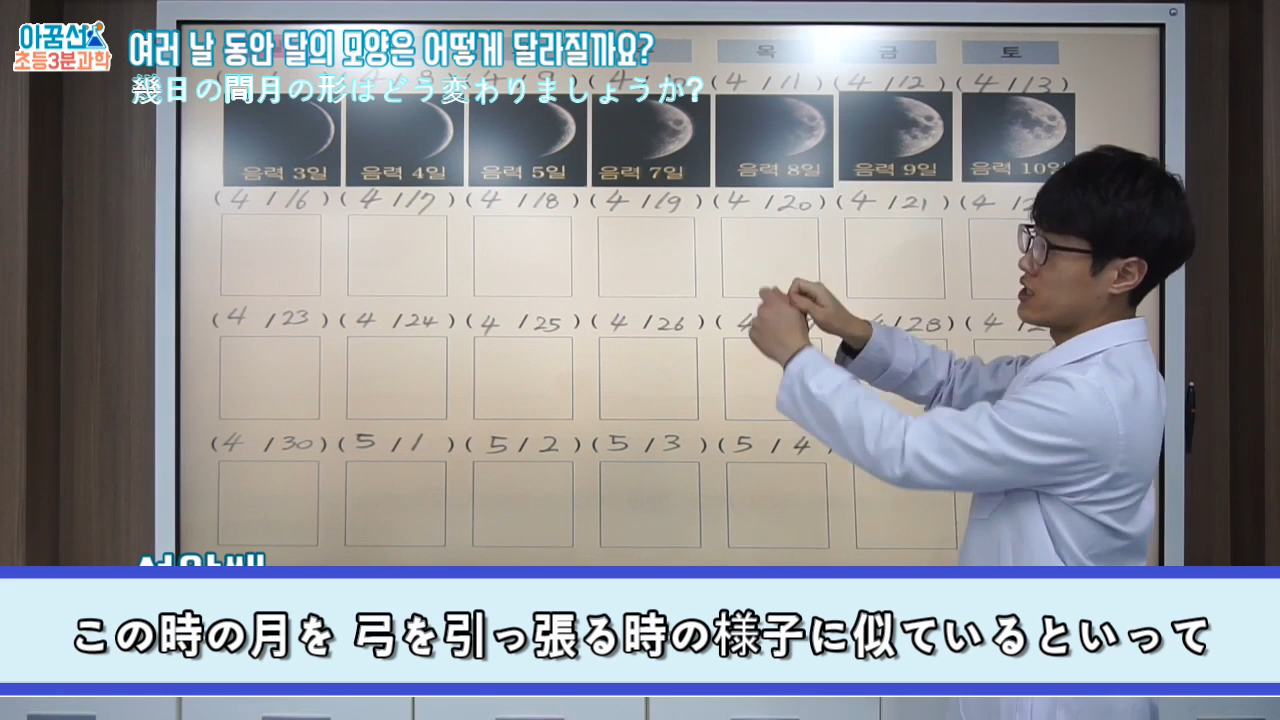 아꿈선
초등3분과학
여러 날 동안 달의 모양은 어떻게 달라질까요?
幾日の間月の形はどう変わりましょうか?
목 금 토
(4 / 11) (4 / 12) (4 / 13)
음력 3일 음력 4일 음력 5일 음력 7일 음력 8일 음력 9일 음력 10일
(4 / 16) (4 / 17) (4 / 18) (4 / 19) (4 / 20) (4 / 21) (4
(4 / 23) (4 / 24) (4 / 25) (4 / 26) (4 / 28) (4
(4 / 30) (5 / 1) (5 / 2) (5 / 3) (5 / 4
この時の月を 弓を引っ張る時の様子に似ているといって